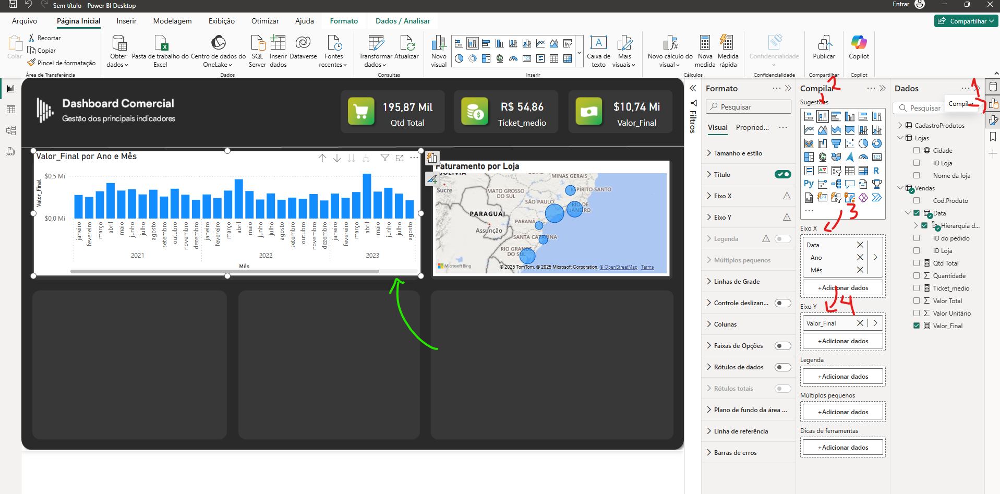 Sem título - Power BI Desktop
Entrar
Arquivo
Página Inicial
Inserir
Modelagem
Exibição
Otimizar
Ajuda
Formato
Dados / Analisar
Compartilhar
Colar
Recortar
Copiar
Pincel de formatação
Área de Transferência
Obter dados
Pasta de trabalho do Excel
Centro de dados do OneLake
SQL Server
Inserir dados
Dataverse
Fontes recentes
Dados
Transformar dados
Atualizar
Consultas
Novo visual
Caixa de texto
Mais visuais
Inserir
Novo cálculo do visual
Nova medida
Medida rápida
Cálculos
Confidencialidade
Confidencialidade
Publicar
Compartilhar
Copilot
Copilot
Dashboard Comercial
Gestão dos principais indicadores
195,87 Mil
Qtd Total
R$ 54,86
Ticket_medio
$10,74 Mi
Valor_Final
Valor_Final por Ano e Mês
Valor_Final
$0,5 Mi
$0,0 Mi
janeiro
fevereiro
março
abril
maio
junho
julho
agosto
setembro
outubro
novembro
dezembro
janeiro
fevereiro
março
abril
maio
junho
julho
agosto
setembro
outubro
novembro
dezembro
janeiro
fevereiro
março
abril
maio
junho
julho
agosto
2021
2022
2023
Mês
Faturamento por Loja
BOLIVIA
Sucre
MINAS GERAIS
ESPÍRITO SANTO
MATO GROSSO DO SUL
SÃO PAULO
RIO DE JANEIRO
PARAGUAI
PARANÁ
Assunção
SANTA CATARINA
RIO GRANDE DO SUL
Microsoft Bing
© 2025 TomTom, © 2025 Microsoft Corporation, © OpenStreetMap Terms
Filtros
Formato
Pesquisar
Visual
Propried...
Tamanho e estilo
Título
Eixo X
Eixo Y
Legenda
Múltiplos pequenos
Linhas de Grade
Controle deslizan...
Colunas
Faixas de Opções
Rótulos de dados
Rótulos totais
Plano de fundo da área ...
Linha de referência
Barras de erros
Compilar
2
Sugestões
R
Py
123
3
Eixo X
Data
Ano
Mês
+Adicionar dados
4
Eixo Y
Valor_Final
+Adicionar dados
Legenda
+Adicionar dados
Múltiplos pequenos
+Adicionar dados
Dicas de ferramentas
+Adicionar dados
Dados
1
Pesquisar
Compilar
CadastroProdutos
Lojas
Cidade
ID Loja
Nome da loja
Vendas
Cod.Produto
Data
Hierarquia d...
ID do pedido
ID Loja
Qtd Total
Quantidade
Ticket_medio
Valor Total
Valor Unitário
Valor_Final
DAX